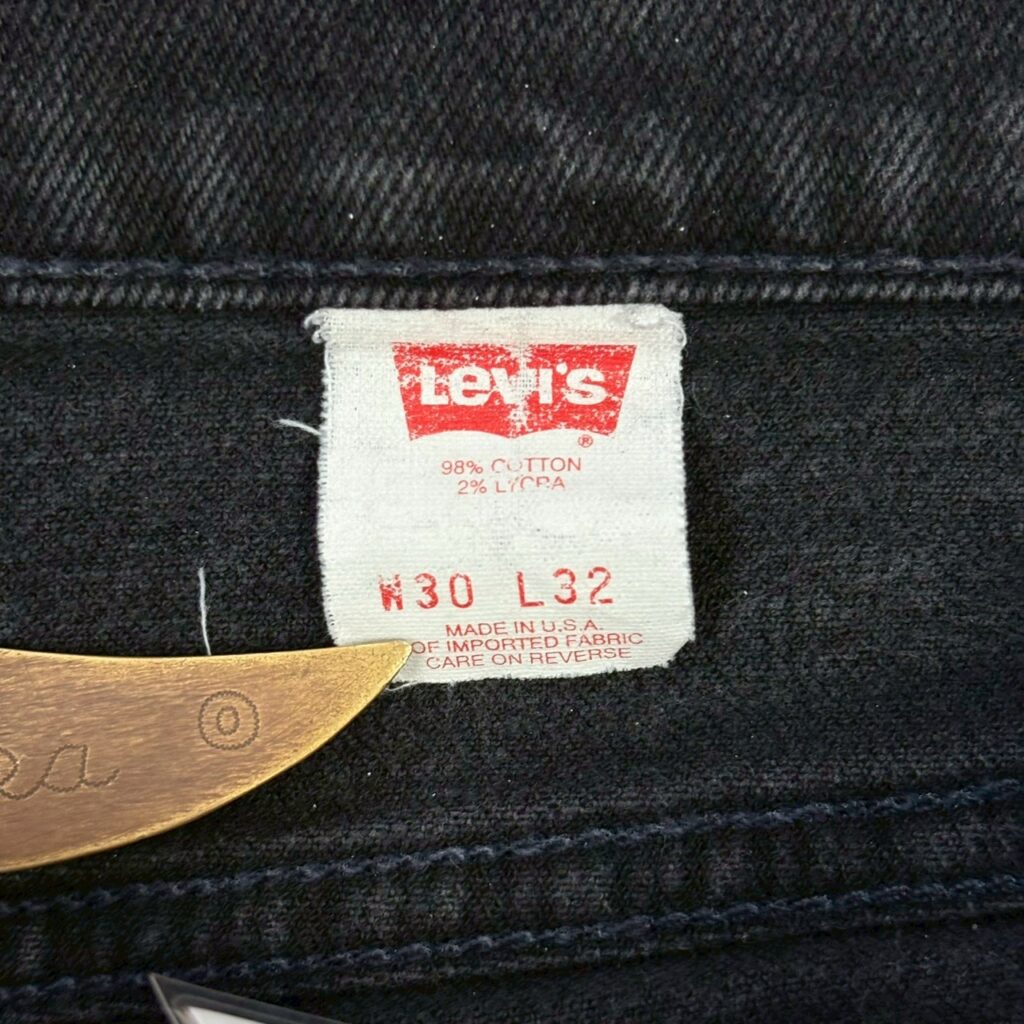 Levi's
®
98% COTTON
2% LYCRA
W30 L32
MADE IN U.S.A.
OF IMPORTED FABRIC
CARE ON REVERSE